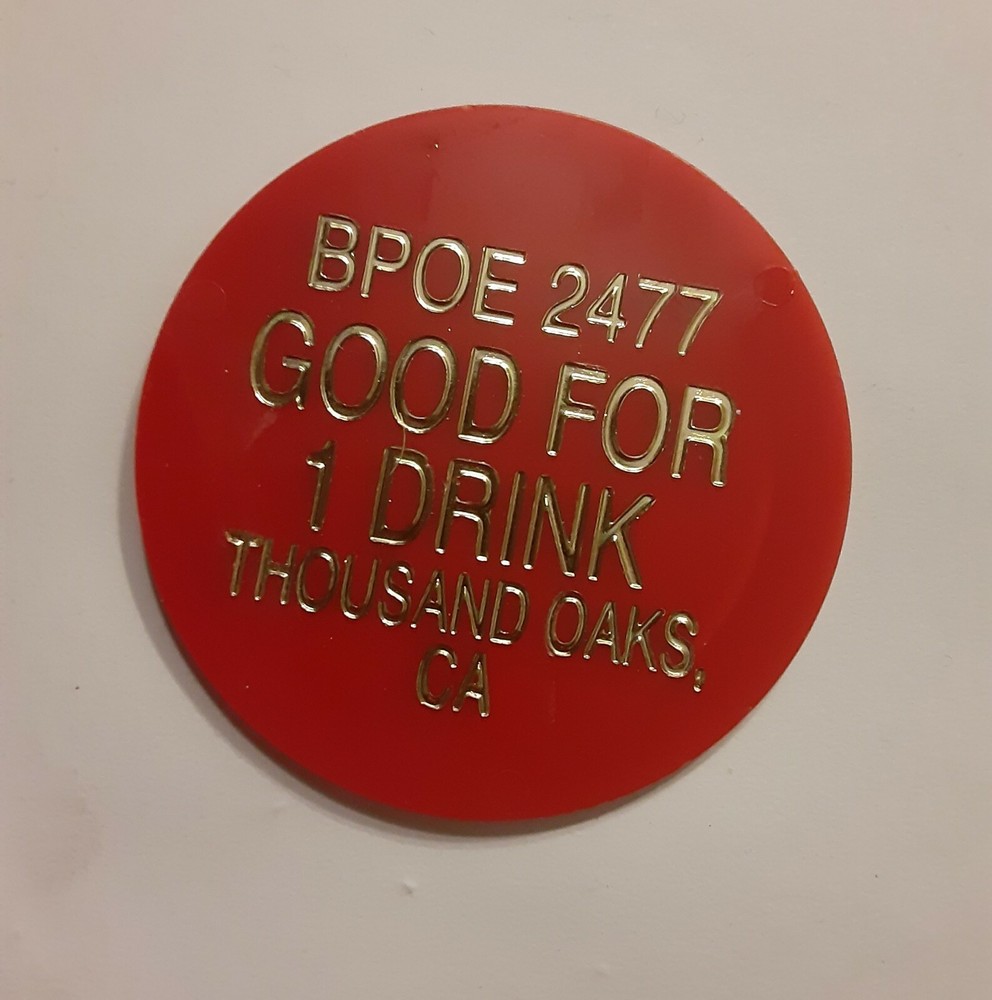 BPOE 2477
GOOD FOR
1 DRINK
THOUSAND OAKS,
CA